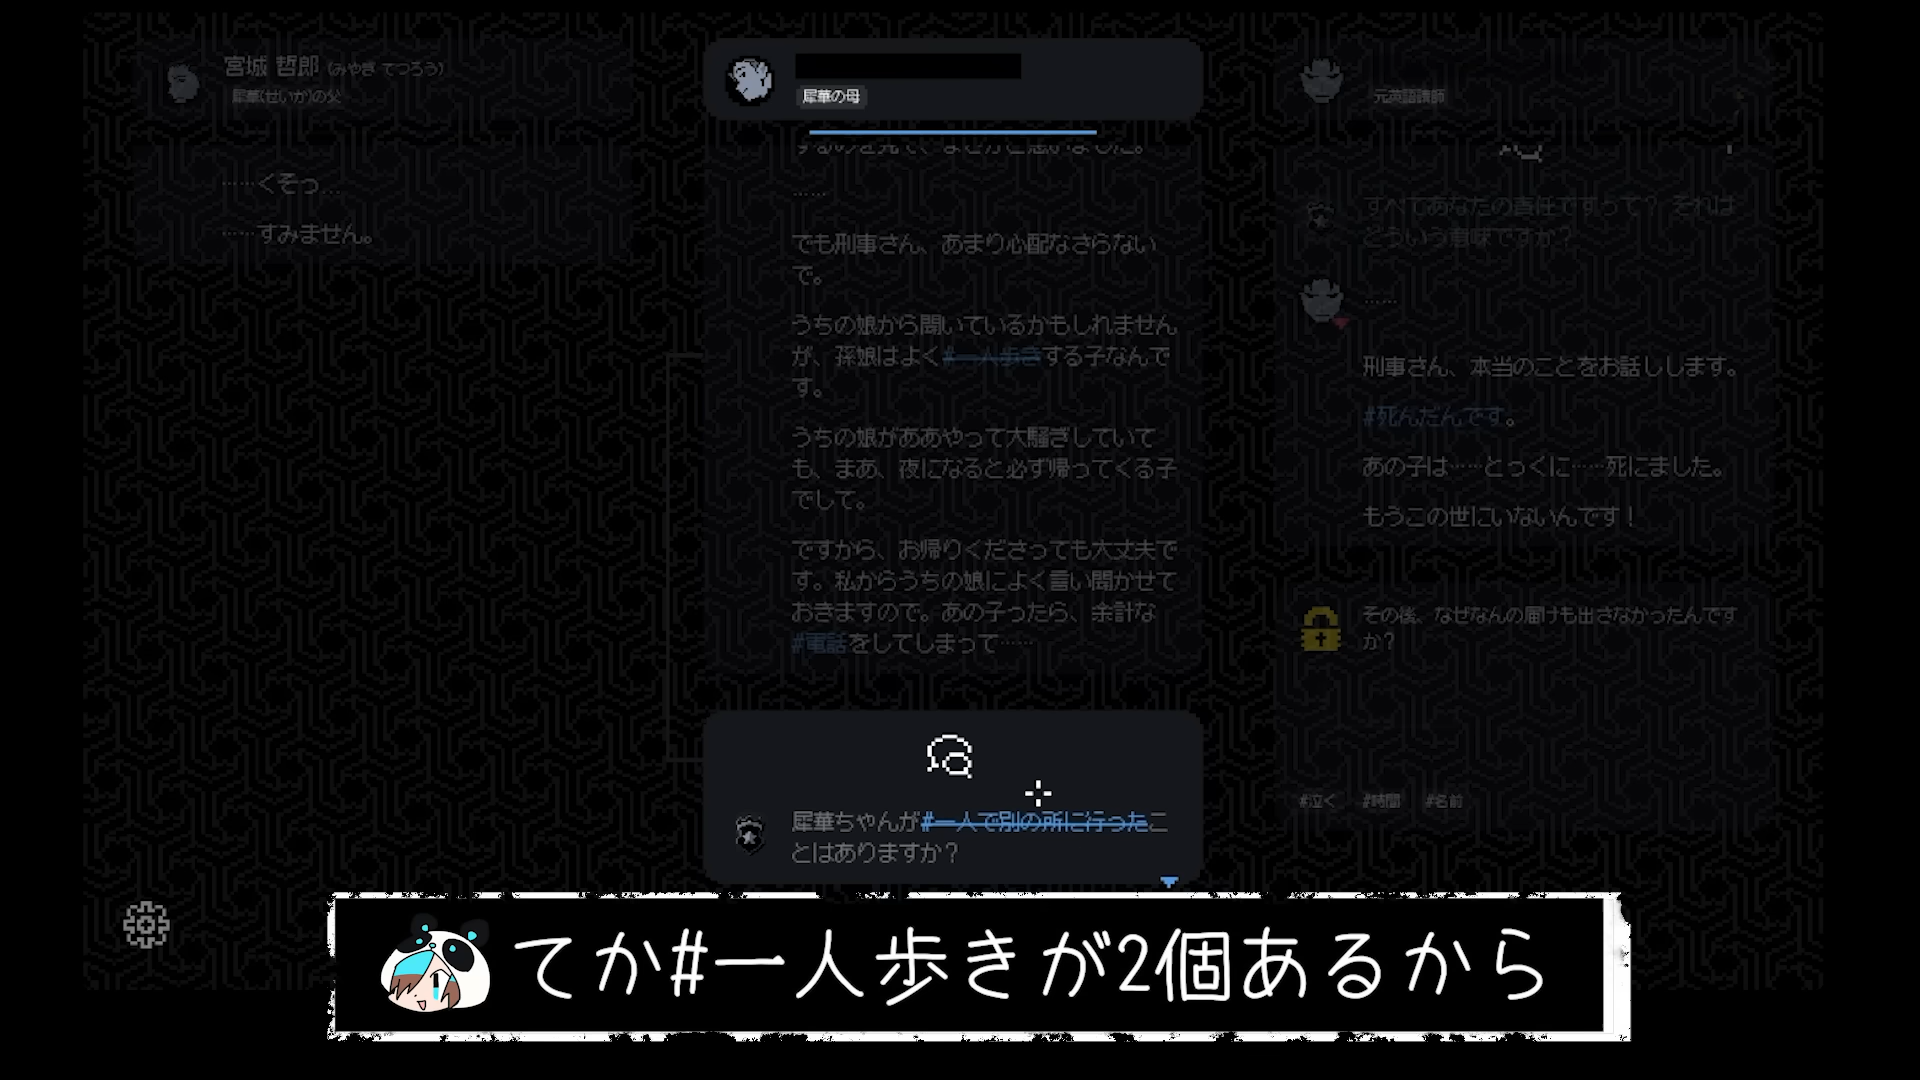 宮城 哲郎 (みやぎ てつろう)
犀華(せいか)の父
……くそっ…
……すみません。
犀華の母
するのを見て、まさかと思いました。
……
でも刑事さん、あまり心配なさらない
で。
うちの娘から聞いているかもしれません
が、孫娘はよく#一人歩きする子なんで
す。
うちの娘がああやって大騒ぎしていて
も、まあ、夜になると必ず帰ってくる子
でして。
ですから、お帰りくださっても大丈夫で
す。私からうちの娘によく言い聞かせて
おきますので。あの子ったら、余計な
#電話をしてしまって……
犀華ちゃんが#一人で別の所に行ったこ
とはありますか?
元英語講師
すべてあなたの責任ですって? それは
どういう意味ですか?
……
刑事さん、本当のことをお話しします。
#死んだんです。
あの子は……とっくに……死にました。
もうこの世にいないんです!
その後、なぜなんの届けも出さなかったんです
か?
#泣く #時間 #名前
てか#一人歩きが2個あるから